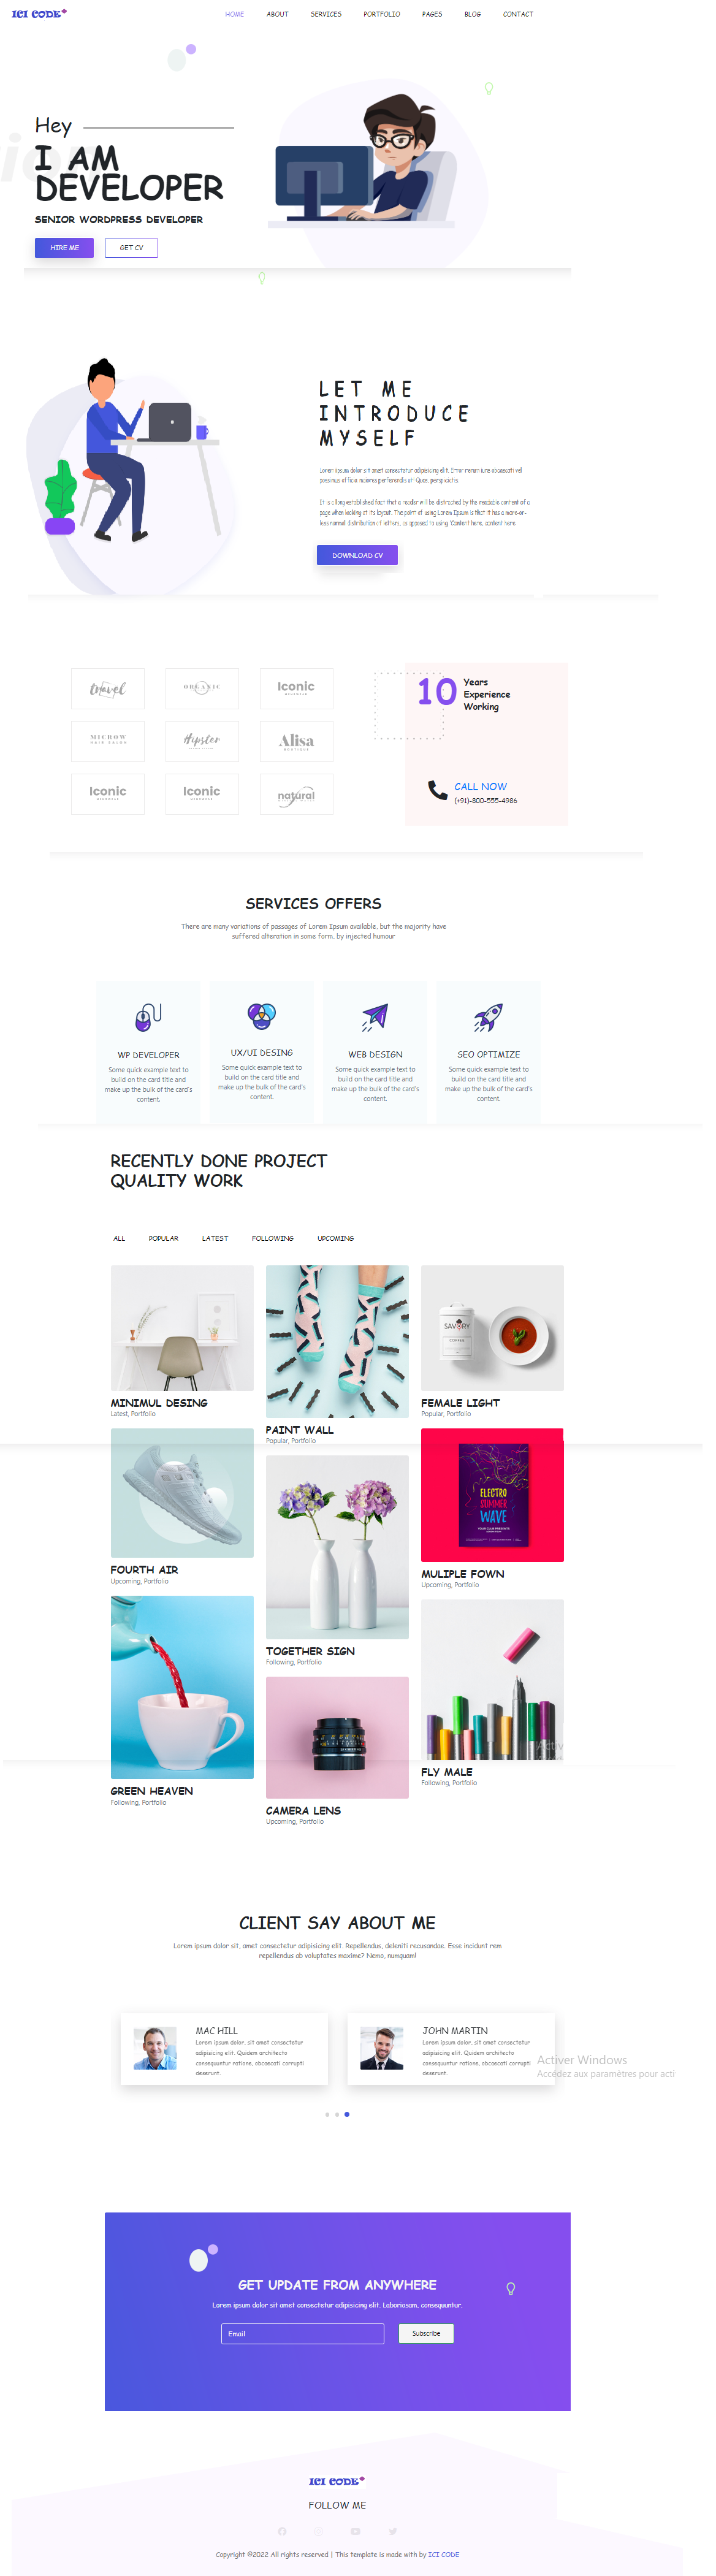 ICI CODE
HOME ABOUT SERVICES PORTFOLIO PAGES BLOG CONTACT
Hey
I AM
DEVELOPER
SENIOR WORDPRESS DEVELOPER
HIRE ME GET CV
LET ME
INTRODUCE
MYSELF
Lorem ipsum dolor sit amet consectetur adipisicing elit. Error rerum iure obcaecati vel
possimus officia maiores perferendis ut! Quos, perspiciatis.
It is a long established fact that a reader will be distracted by the readable content of a
page when looking at its layout. The point of using Lorem Ipsum is that it has a more-or-
less normal distribution of letters, as opposed to using 'Content here, content here.
DOWNLOAD CV
travel ORGANIC Iconic
MICROW
HAIR SALON
Hipster
Alisa
BOUTIQUE
Iconic Iconic natural
10 Years
Experience
Working
CALL NOW
(+91)-800-555-4986
SERVICES OFFERS
There are many variations of passages of Lorem Ipsum available, but the majority have
suffered alteration in some form, by injected humour
WP DEVELOPER
Some quick example text to
build on the card title and
make up the bulk of the card's
content.
UX/UI DESING
Some quick example text to
build on the card title and
make up the bulk of the card's
content.
WEB DESIGN
Some quick example text to
build on the card title and
make up the bulk of the card's
content.
SEO OPTIMIZE
Some quick example text to
build on the card title and
make up the bulk of the card's
content.
RECENTLY DONE PROJECT
QUALITY WORK
ALL POPULAR LATEST FOLLOWING UPCOMING
MINIMUL DESING
Latest, Portfolio
PAINT WALL
Popular, Portfolio
SAVORY
FEMALE LIGHT
Popular, Portfolio
FOURTH AIR
Upcoming, Portfolio
TOGETHER SIGN
Following, Portfolio
ELECTRO
SUMMER
WAVE
MULIPLE FOWN
Upcoming, Portfolio
GREEN HEAVEN
Following, Portfolio
CAMERA LENS
Upcoming, Portfolio
Activ
FLY MALE
Following, Portfolio
CLIENT SAY ABOUT ME
Lorem ipsum dolor sit, amet consectetur adipisicing elit. Repellendus, deleniti recusandae. Esse incidunt rem
repellendus ab voluptates maxime? Nemo, numquam!
MAC HILL
Lorem ipsum dolor, sit amet consectetur
adipisicing elit. Quidem architecto
consequuntur ratione, obcaecati corrupti
deserunt.
JOHN MARTIN
Lorem ipsum dolor, sit amet consectetur
adipisicing elit. Quidem architecto
consequuntur ratione, obcaecati corrupti
deserunt.
Activer Windows
Accédez aux paramètres pour acti
GET UPDATE FROM ANYWHERE
Lorem ipsum dolor sit amet consectetur adipisicing elit. Laboriosam, consequuntur.
Email Subscribe
ICI CODE
FOLLOW ME
Copyright ©2022 All rights reserved | This template is made with by ICI CODE